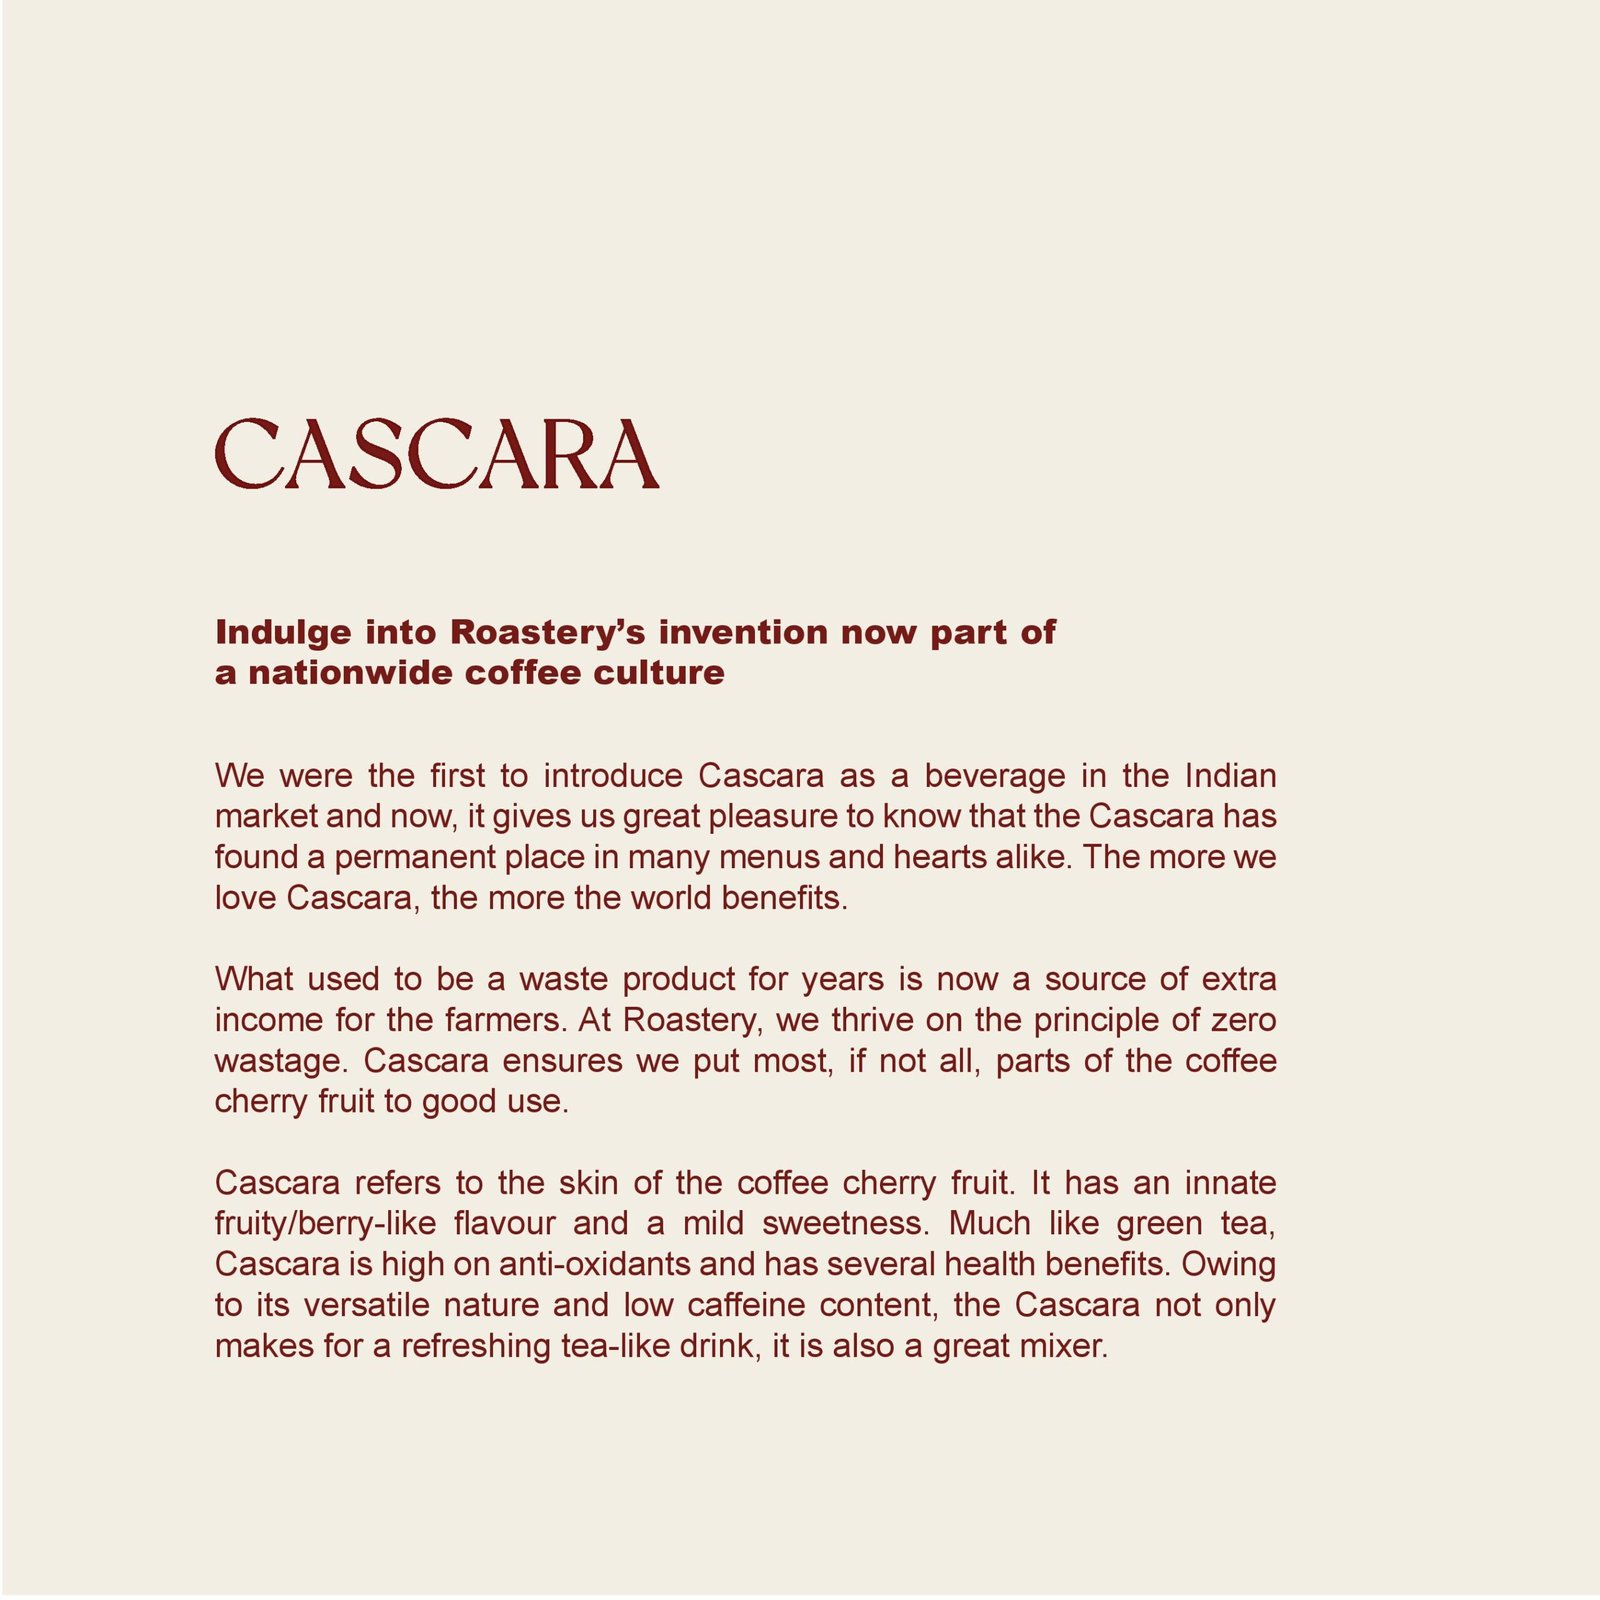 CASCARA
Indulge into Roastery’s invention now part of
a nationwide coffee culture
We were the first to introduce Cascara as a beverage in the Indian
market and now, it gives us great pleasure to know that the Cascara has
found a permanent place in many menus and hearts alike. The more we
love Cascara, the more the world benefits.
What used to be a waste product for years is now a source of extra
income for the farmers. At Roastery, we thrive on the principle of zero
wastage. Cascara ensures we put most, if not all, parts of the coffee
cherry fruit to good use.
Cascara refers to the skin of the coffee cherry fruit. It has an innate
fruity/berry-like flavour and a mild sweetness. Much like green tea,
Cascara is high on anti-oxidants and has several health benefits. Owing
to its versatile nature and low caffeine content, the Cascara not only
makes for a refreshing tea-like drink, it is also a great mixer.